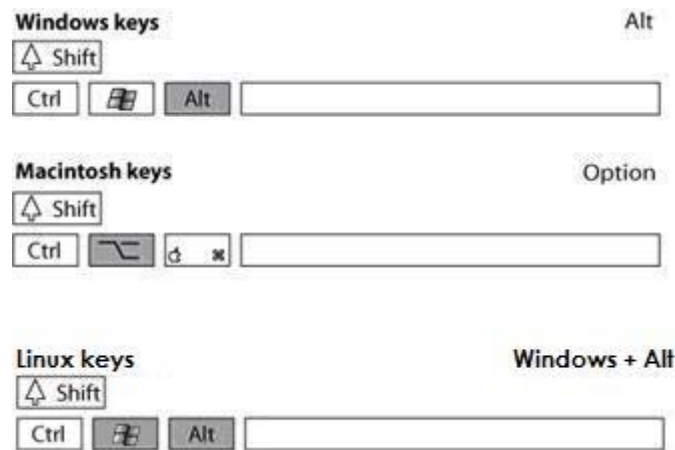 Windows keys Alt
Shift
Ctrl Alt
Macintosh keys Option
Shift
Ctrl ⌥ ⌘
Linux keys Windows + Alt
Shift
Ctrl Alt